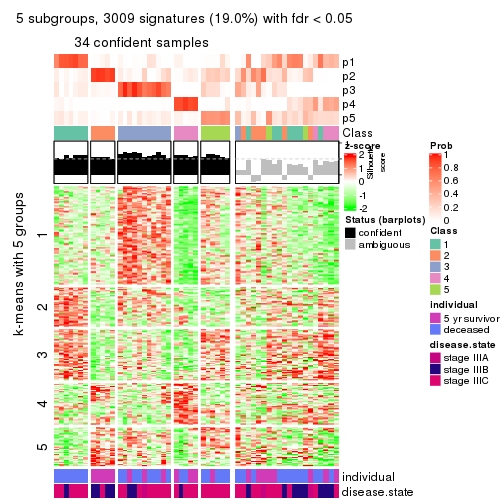 5 subgroups, 3009 signatures (19.0%) with fdr < 0.05
34 confident samples
p1
p2
p3
p4
p5
Class
z-score
2
1
0
-1
-2
Silhouette
score
Status (barplots)
confident
ambiguous
Prob
1
0.8
0.6
0.4
0.2
0
Class
1
2
3
4
5
individual
5 yr survivor
deceased
disease.state
stage IIIA
stage IIIB
stage IIIC
k-means with 5 groups
1
2
3
4
5
individual
disease.state